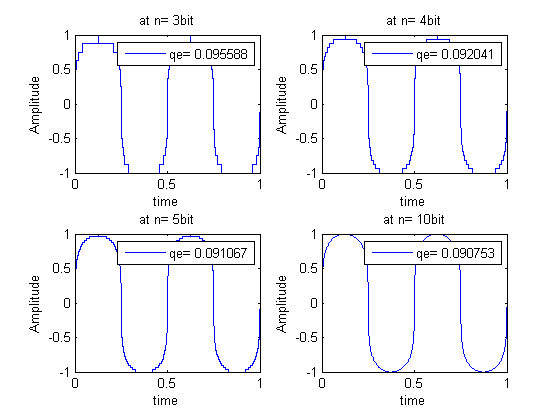 at n= 3bit
at n= 4bit
1
qe= 0.095588
0.5
Amplitude
0
-0.5
-1
0
0.5
1
time
1
qe= 0.092041
0.5
Amplitude
0
-0.5
-1
0
0.5
1
time
at n= 5bit
at n= 10bit
1
qe= 0.091067
0.5
Amplitude
0
-0.5
-1
0
0.5
1
time
1
qe= 0.090753
0.5
Amplitude
0
-0.5
-1
0
0.5
1
time